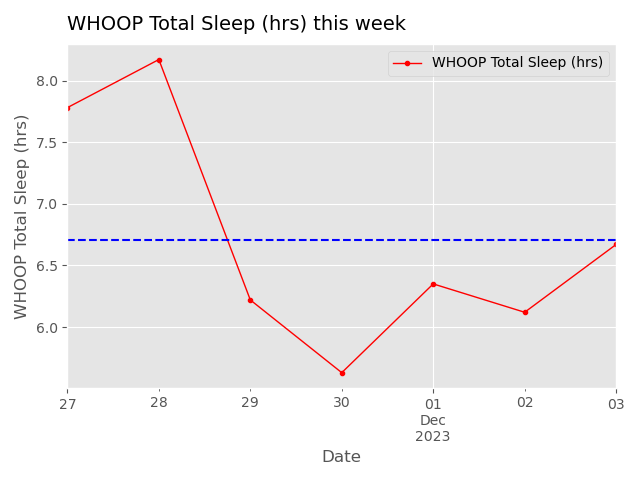 WHOOP Total Sleep (hrs) this week
WHOOP Total Sleep (hrs)
WHOOP Total Sleep (hrs)
8.0
7.5
7.0
6.5
6.0
27 28 29 30 01 02 03
Dec
2023
Date